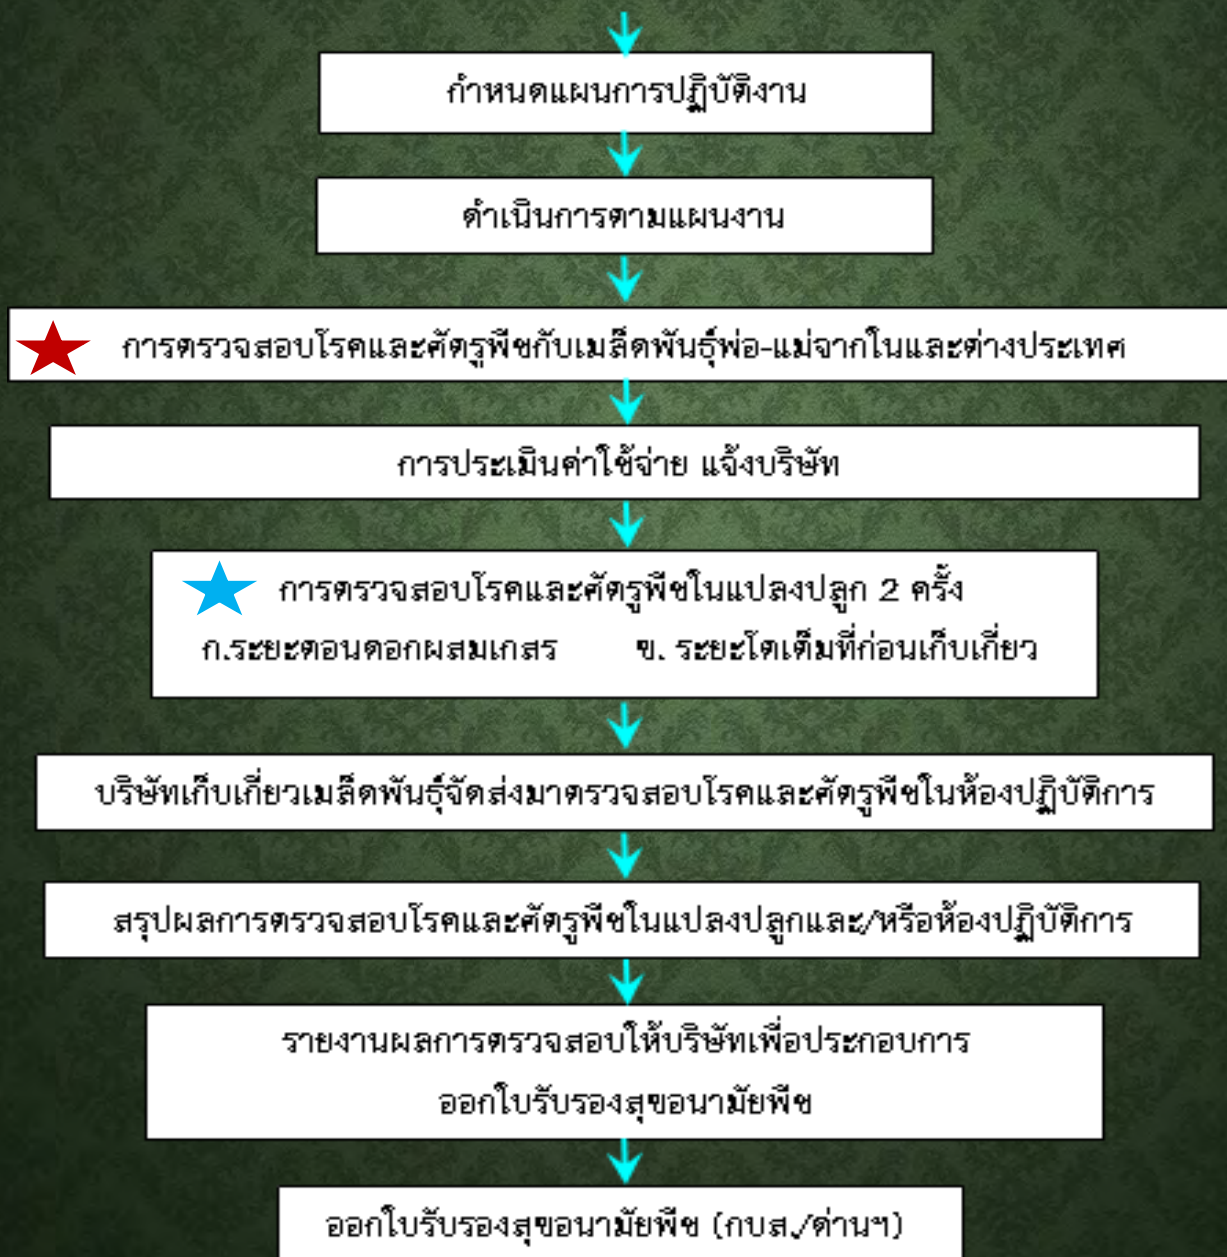 กำหนดแผนการปฏิบัติงาน
ดำเนินการตามแผนงาน
การตรวจสอบโรคและศัตรูพืชกับเมล็ดพันธุ์พ่อ-แม่จากในและต่างประเทศ
การประเมินค่าใช้จ่าย แจ้งบริษัท
การตรวจสอบโรคและศัตรูพืชในแปลงปลูก 2 ครั้ง
ก.ระยะตอนดอกผสมเกสร ข. ระยะโตเต็มที่ก่อนเก็บเกี่ยว
บริษัทเก็บเกี่ยวเมล็ดพันธุ์จัดส่งมาตรวจสอบโรคและศัตรูพืชในห้องปฏิบัติการ
สรุปผลการตรวจสอบโรคและศัตรูพืชในแปลงปลูกและ/หรือห้องปฏิบัติการ
รายงานผลการตรวจสอบให้บริษัทเพื่อประกอบการ
ออกใบรับรองสุขอนามัยพืช
ออกใบรับรองสุขอนามัยพืช (กบส./ด่านฯ)